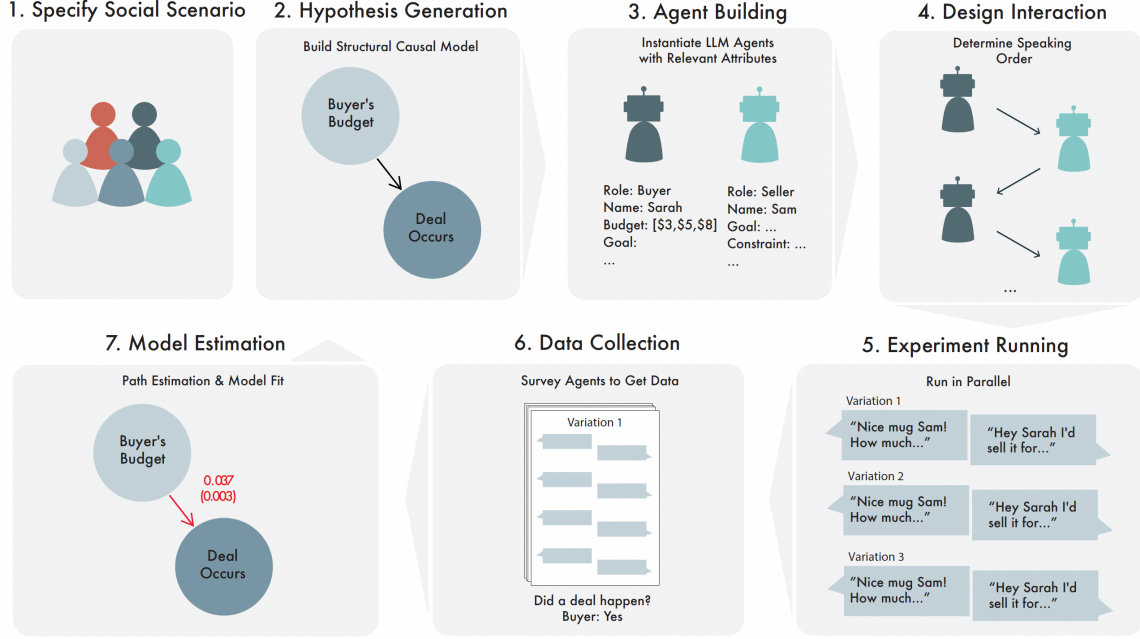 1. Specify Social Scenario
2. Hypothesis Generation
Build Structural Causal Model
Buyer's
Budget
Deal
Occurs
3. Agent Building
Instantiate LLM Agents
with Relevant Attributes
Role: Buyer
Name: Sarah
Budget: [$3,$5,$8]
Goal:
...
Role: Seller
Name: Sam
Goal: ...
Constraint: ...
...
4. Design Interaction
Determine Speaking
Order
...
5. Experiment Running
Run in Parallel
Variation 1
“Nice mug Sam!
How much...”
“Hey Sarah I'd
sell it for...”
Variation 2
“Nice mug Sam!
How much...”
“Hey Sarah I'd
sell it for...”
Variation 3
“Nice mug Sam!
How much...”
“Hey Sarah I'd
sell it for...”
6. Data Collection
Survey Agents to Get Data
Variation 1
Did a deal happen?
Buyer: Yes
7. Model Estimation
Path Estimation & Model Fit
Buyer's
Budget
0.037
(0.003)
Deal
Occurs